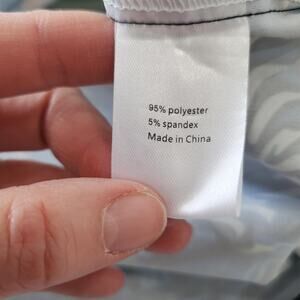 95% polyester
5% spandex
Made in China